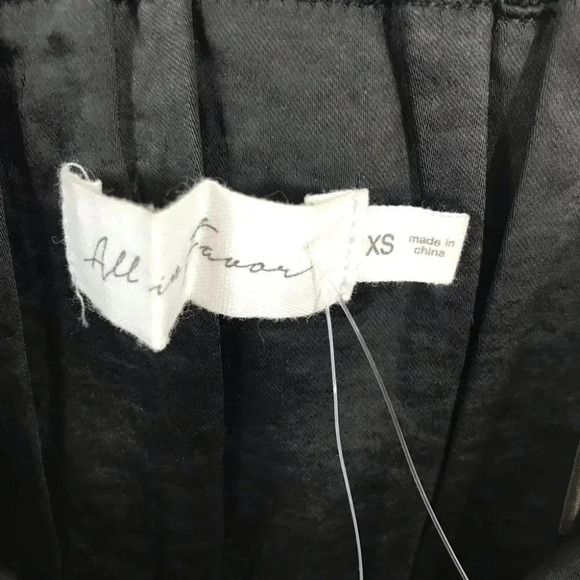 All in Favor
XS
made in
china